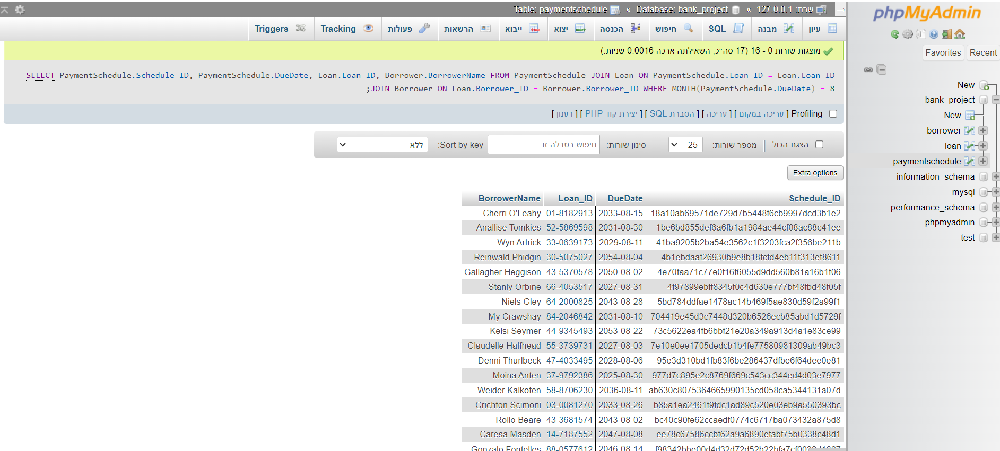 שרת: 127.0.0.1 » Database: bank_project » Table: paymentschedule
עיון מבנה SQL חיפוש הכנסה יצוא ייבוא הרשאות פעולות Tracking Triggers
מוצגות שורות 0 - 16 (17 סה״כ, השאילתה ארכה 0.0016 שניות.)
SELECT PaymentSchedule.Schedule_ID, PaymentSchedule.DueDate, Loan.Loan_ID, Borrower.BorrowerName FROM PaymentSchedule JOIN Loan ON PaymentSchedule.Loan_ID = Loan.Loan_ID
JOIN Borrower ON Loan.Borrower_ID = Borrower.Borrower_ID WHERE MONTH(PaymentSchedule.DueDate) = 8;
Profiling [ עריכה במקום ] [ עריכה ] [ הסברת SQL ] [ יצירת קוד PHP ] [ רענון ]
הצגת הכול | מספר שורות: 25 סינון שורות: חיפוש בטבלה זו Sort by key: ללא
Extra options
BorrowerName Loan_ID DueDate Schedule_ID
Cherri O'Leahy 01-8182913 2033-08-15 18a10ab69571de729d7b5448f6cb9997dcd3b1e2
Anallise Tomkies 52-5869598 2031-08-30 1be6bd855def6a6fb1a1984ae44cf08ac88c41ee
Wyn Artrick 33-0639173 2029-08-11 41ba9205b2ba54e3562c1f3203fca2f356be211b
Reinwald Phidgin 30-5075027 2054-08-04 4b1ebdaaf26930b9e8b18fcfd4eb11f313ef8611
Gallagher Heggison 43-5370578 2050-08-02 4e70faa71c77e0f16f6055d9dd560b81a16b1f06
Stanly Orbine 66-4053517 2027-08-31 4f97899ebff8345f0c4d630e777bf48fbd48f05f
Niels Gley 64-2000825 2043-08-28 5bd784ddfae1478ac14b469f5ae830d59f2a99f1
My Crawshay 84-2046842 2031-08-10 704419e45d3c7448d320b6526ecb85abd1d5729f
Kelsi Seymer 44-9345493 2053-08-22 73c5622ea4fb6bbf21e20a349a913d4a1e83ce99
Claudelle Halfhead 55-3739731 2027-08-03 7e10e0ee1705dedcb1b4fe77580981309ab49bc3
Denni Thurlbeck 47-4033495 2028-08-06 95e3d310bd1fb83f6be286437dfbe6f64dee0e81
Moina Anten 37-9792386 2025-08-30 977d7c895e2c8769f669c543cc344ed4d03e7977
Weider Kalkofen 58-8706230 2036-08-11 ab630c8075364665990135cd058ca5344131a07d
Crichton Scimoni 03-0081270 2033-08-26 b85a1ea2461f9fdc1ad89c520e03eb9a550393bc
Rollo Beare 43-3681574 2043-08-02 bc40c90fe62ccaedf0774c6717ba073432a875d8
Caresa Masden 14-7187552 2047-08-08 ee78c67586ccbf62a9a6890efabf75b0338c48d1
Gonzalo Fontelles 88-0577612 2046-08-14
phpMyAdmin
Recent Favorites
New
bank_project
New
borrower
loan
paymentschedule
information_schema
mysql
performance_schema
phpmyadmin
test